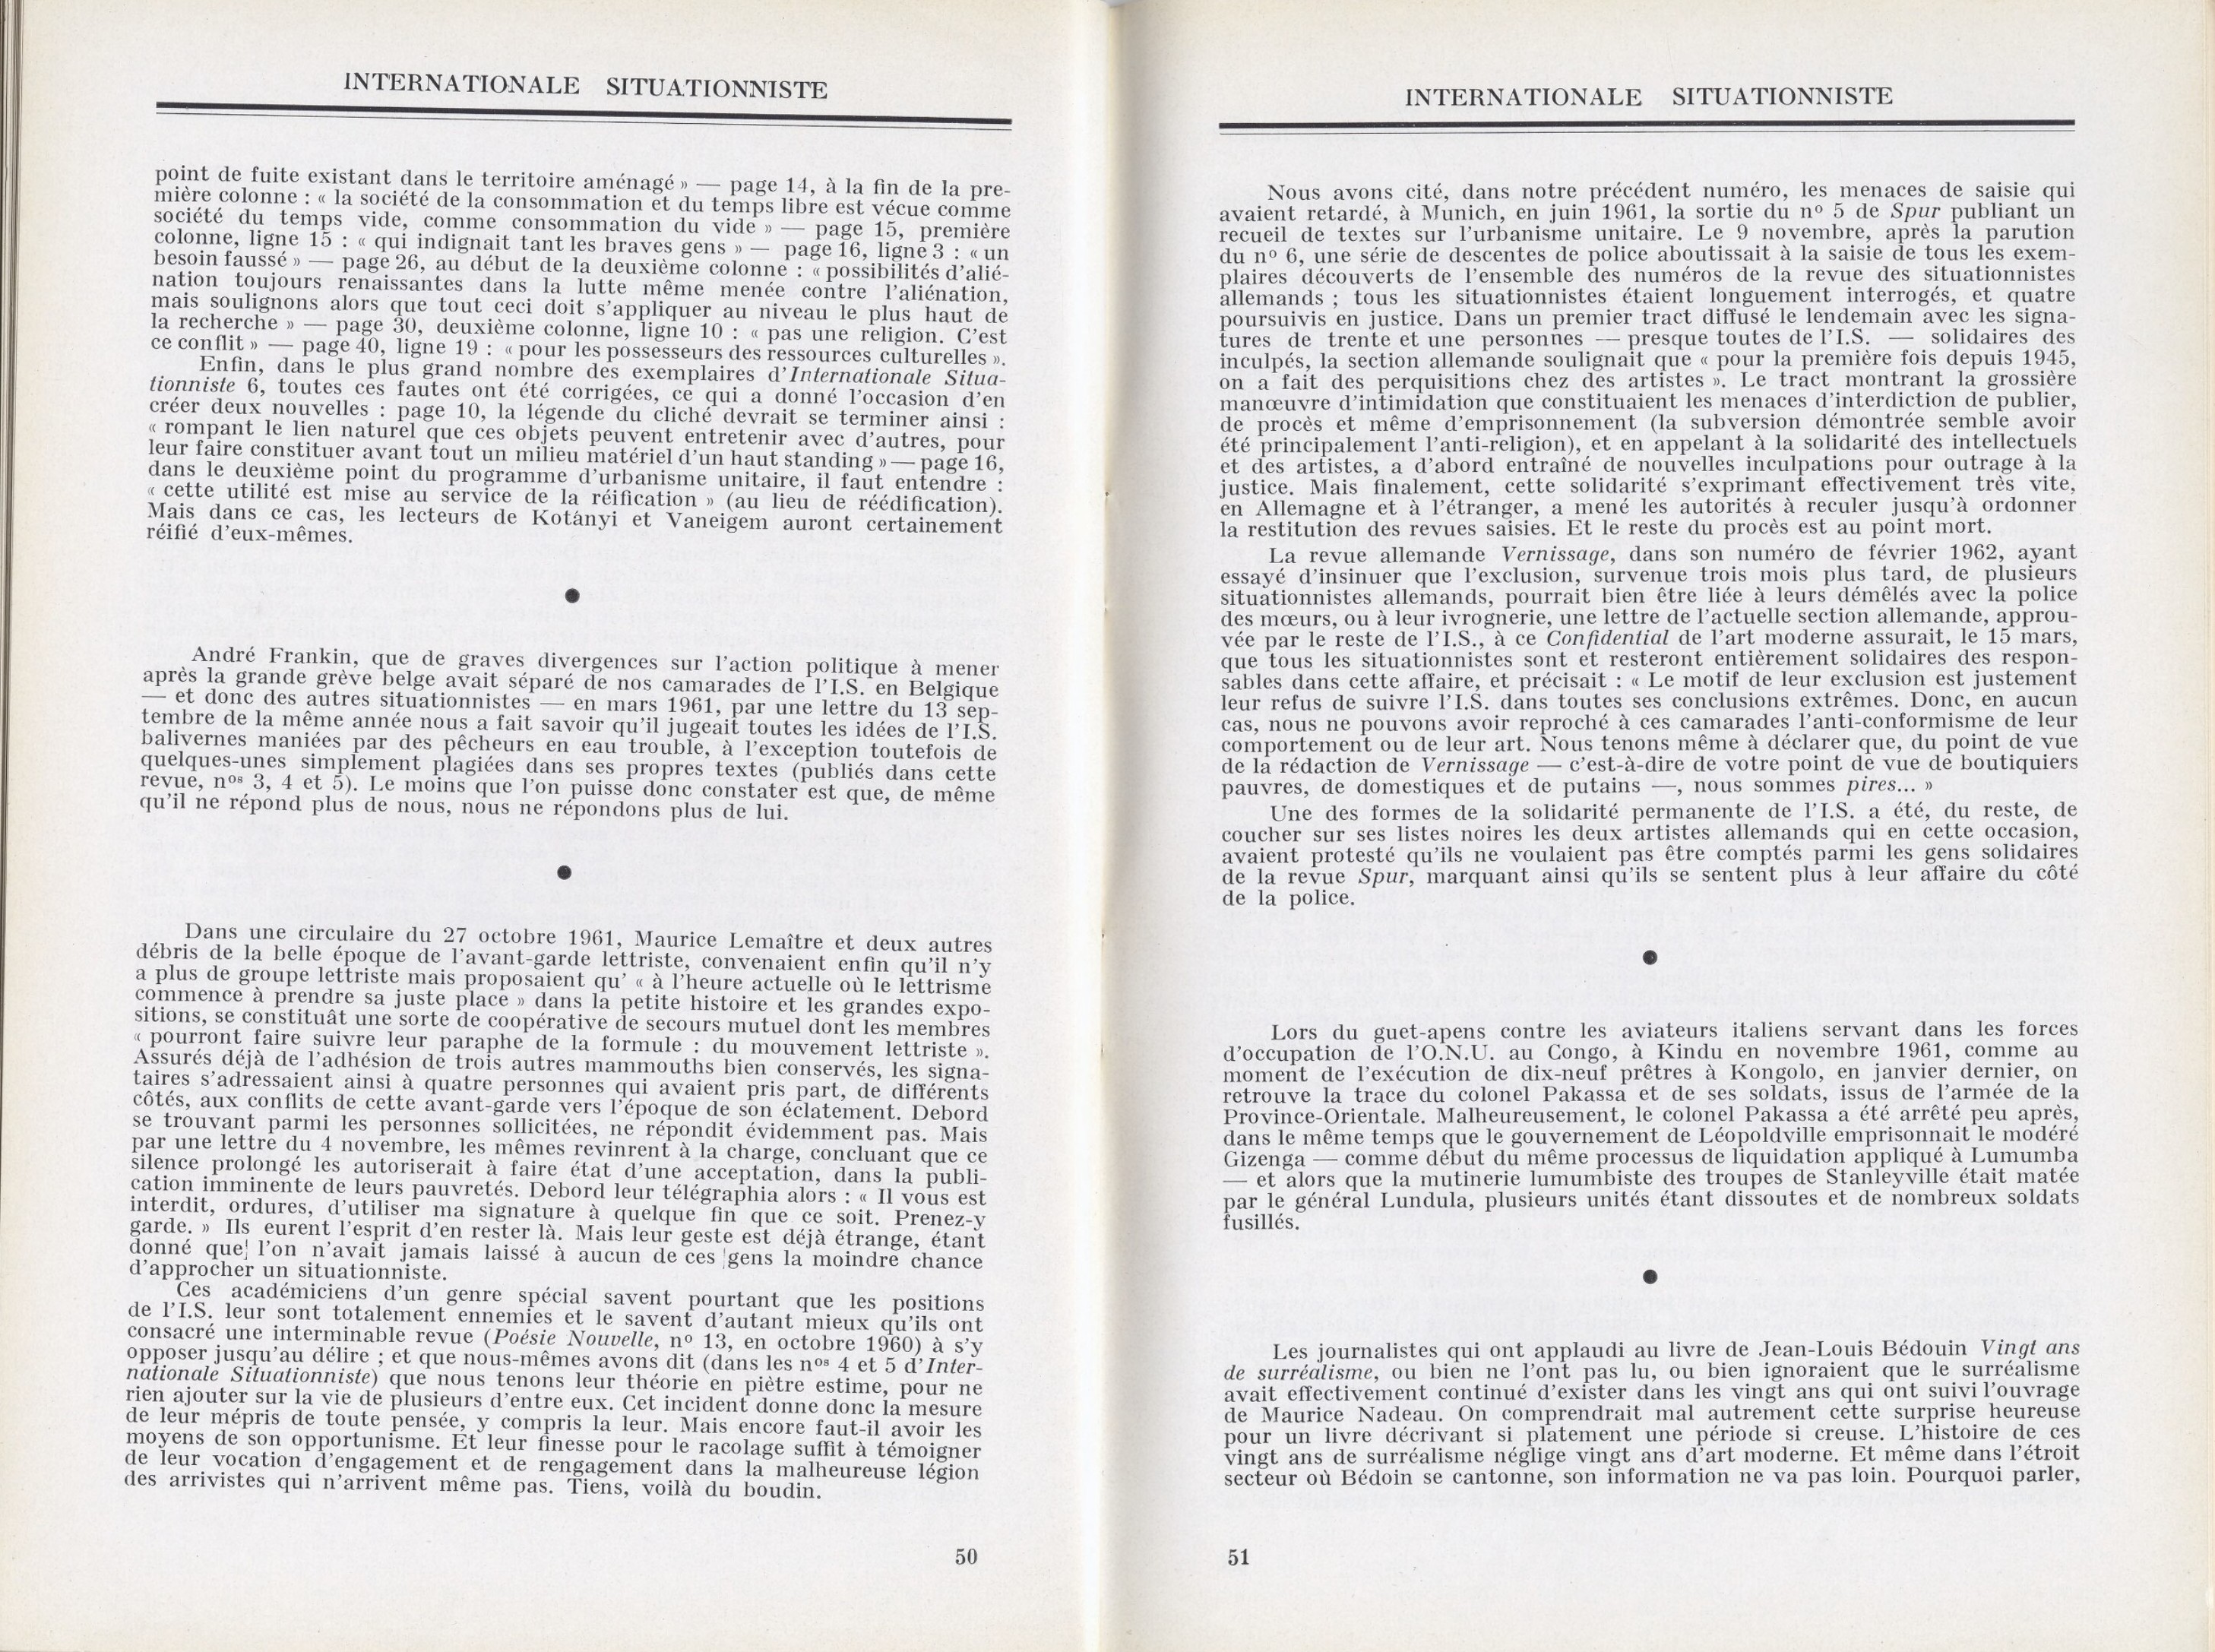 INTERNATIONALE SITUATIONNISTE
point de fuite existant dans le territoire aménagé » — page 14, à la fin de la pre-
mière colonne : « la société de la consommation et du temps libre est vécue comme
société du temps vide, comme consommation du vide » — page 15, première
colonne, ligne 15 : « qui indignait tant les braves gens » — page 16, ligne 3 : « un
besoin faussé » — page 26, au début de la deuxième colonne : « possibilités d'alié-
nation toujours renaissantes dans la lutte même menée contre l'aliénation,
mais soulignons alors que tout ceci doit s'appliquer au niveau le plus haut de
la recherche » — page 30, deuxième colonne, ligne 10 : « pas une religion. C'est
ce conflit » — page 40, ligne 19 : « pour les possesseurs des ressources culturelles ».
Enfin, dans le plus grand nombre des exemplaires d'Internationale Situa-
tionniste 6, toutes ces fautes ont été corrigées, ce qui a donné l'occasion d'en
créer deux nouvelles : page 10, la légende du cliché devrait se terminer ainsi :
« rompant le lien naturel que ces objets peuvent entretenir avec d'autres, pour
leur faire constituer avant tout un milieu matériel d'un haut standing » — page 16,
dans le deuxième point du programme d'urbanisme unitaire, il faut entendre :
« cette utilité est mise au service de la réification » (au lieu de réédification).
Mais dans ce cas, les lecteurs de Kotányi et Vaneigem auront certainement
réifié d'eux-mêmes.
●
André Frankin, que de graves divergences sur l'action politique à mener
après la grande grève belge avait séparé de nos camarades de l'I.S. en Belgique
— et donc des autres situationnistes — en mars 1961, par une lettre du 13 sep-
tembre de la même année nous a fait savoir qu'il jugeait toutes les idées de l'I.S.
balivernes maniées par des pêcheurs en eau trouble, à l'exception toutefois de
quelques-unes simplement plagiées dans ses propres textes (publiés dans cette
revue, nos 3, 4 et 5). Le moins que l'on puisse donc constater est que, de même
qu'il ne répond plus de nous, nous ne répondons plus de lui.
●
Dans une circulaire du 27 octobre 1961, Maurice Lemaître et deux autres
débris de la belle époque de l'avant-garde lettriste, convenaient enfin qu'il n'y
a plus de groupe lettriste mais proposaient qu' « à l'heure actuelle où le lettrisme
commence à prendre sa juste place » dans la petite histoire et les grandes expo-
sitions, se constituât une sorte de coopérative de secours mutuel dont les membres
« pourront faire suivre leur paraphe de la formule : du mouvement lettriste ».
Assurés déjà de l'adhésion de trois autres mammouths bien conservés, les signa-
taires s'adressaient ainsi à quatre personnes qui avaient pris part, de différents
côtés, aux conflits de cette avant-garde vers l'époque de son éclatement. Debord
se trouvant parmi les personnes sollicitées, ne répondit évidemment pas. Mais
par une lettre du 4 novembre, les mêmes revinrent à la charge, concluant que ce
silence prolongé les autoriserait à faire état d'une acceptation, dans la publi-
cation imminente de leurs pauvretés. Debord leur télégraphia alors : « Il vous est
interdit, ordures, d'utiliser ma signature à quelque fin que ce soit. Prenez-y
garde. » Ils eurent l'esprit d'en rester là. Mais leur geste est déjà étrange, étant
donné que l'on n'avait jamais laissé à aucun de ces gens la moindre chance
d'approcher un situationniste.
Ces académiciens d'un genre spécial savent pourtant que les positions
de l'I.S. leur sont totalement ennemies et le savent d'autant mieux qu'ils ont
consacré une interminable revue (Poésie Nouvelle, no 13, en octobre 1960) à s'y
opposer jusqu'au délire ; et que nous-mêmes avons dit (dans les nos 4 et 5 d'Inter-
nationale Situationniste) que nous tenons leur théorie en piètre estime, pour ne
rien ajouter sur la vie de plusieurs d'entre eux. Cet incident donne donc la mesure
de leur mépris de toute pensée, y compris la leur. Mais encore faut-il avoir les
moyens de son opportunisme. Et leur finesse pour le racolage suffit à témoigner
de leur vocation d'engagement et de rengagement dans la malheureuse légion
des arrivistes qui n'arrivent même pas. Tiens, voilà du boudin.
50
INTERNATIONALE SITUATIONNISTE
Nous avons cité, dans notre précédent numéro, les menaces de saisie qui
avaient retardé, à Munich, en juin 1961, la sortie du no 5 de Spur publiant un
recueil de textes sur l'urbanisme unitaire. Le 9 novembre, après la parution
du no 6, une série de descentes de police aboutissait à la saisie de tous les exem-
plaires découverts de l'ensemble des numéros de la revue des situationnistes
allemands ; tous les situationnistes étaient longuement interrogés, et quatre
poursuivis en justice. Dans un premier tract diffusé le lendemain avec les signa-
tures de trente et une personnes — presque toutes de l'I.S. — solidaires des
inculpés, la section allemande soulignait que « pour la première fois depuis 1945,
on a fait des perquisitions chez des artistes ». Le tract montrant la grossière
manœuvre d'intimidation que constituaient les menaces d'interdiction de publier,
de procès et même d'emprisonnement (la subversion démontrée semble avoir
été principalement l'anti-religion), et en appelant à la solidarité des intellectuels
et des artistes, a d'abord entraîné de nouvelles inculpations pour outrage à la
justice. Mais finalement, cette solidarité s'exprimant effectivement très vite,
en Allemagne et à l'étranger, a mené les autorités à reculer jusqu'à ordonner
la restitution des revues saisies. Et le reste du procès est au point mort.
La revue allemande Vernissage, dans son numéro de février 1962, ayant
essayé d'insinuer que l'exclusion, survenue trois mois plus tard, de plusieurs
situationnistes allemands, pourrait bien être liée à leurs démêlés avec la police
des mœurs, ou à leur ivrognerie, une lettre de l'actuelle section allemande, approu-
vée par le reste de l'I.S., à ce Confidential de l'art moderne assurait, le 15 mars,
que tous les situationnistes sont et resteront entièrement solidaires des respon-
sables dans cette affaire, et précisait : « Le motif de leur exclusion est justement
leur refus de suivre l'I.S. dans toutes ses conclusions extrêmes. Donc, en aucun
cas, nous ne pouvons avoir reproché à ces camarades l'anti-conformisme de leur
comportement ou de leur art. Nous tenons même à déclarer que, du point de vue
de la rédaction de Vernissage — c'est-à-dire de votre point de vue de boutiquiers
pauvres, de domestiques et de putains —, nous sommes pires... »
Une des formes de la solidarité permanente de l'I.S. a été, du reste, de
coucher sur ses listes noires les deux artistes allemands qui en cette occasion,
avaient protesté qu'ils ne voulaient pas être comptés parmi les gens solidaires
de la revue Spur, marquant ainsi qu'ils se sentent plus à leur affaire du côté
de la police.
●
Lors du guet-apens contre les aviateurs italiens servant dans les forces
d'occupation de l'O.N.U. au Congo, à Kindu en novembre 1961, comme au
moment de l'exécution de dix-neuf prêtres à Kongolo, en janvier dernier, on
retrouve la trace du colonel Pakassa et de ses soldats, issus de l'armée de la
Province-Orientale. Malheureusement, le colonel Pakassa a été arrêté peu après,
dans le même temps que le gouvernement de Léopoldville emprisonnait le modéré
Gizenga — comme début du même processus de liquidation appliqué à Lumumba
— et alors que la mutinerie lumumbiste des troupes de Stanleyville était matée
par le général Lundula, plusieurs unités étant dissoutes et de nombreux soldats
fusillés.
●
Les journalistes qui ont applaudi au livre de Jean-Louis Bédouin Vingt ans
de surréalisme, ou bien ne l'ont pas lu, ou bien ignoraient que le surréalisme
avait effectivement continué d'exister dans les vingt ans qui ont suivi l'ouvrage
de Maurice Nadeau. On comprendrait mal autrement cette surprise heureuse
pour un livre décrivant si platement une période si creuse. L'histoire de ces
vingt ans de surréalisme néglige vingt ans d'art moderne. Et même dans l'étroit
secteur où Bédoin se cantonne, son information ne va pas loin. Pourquoi parler,
51